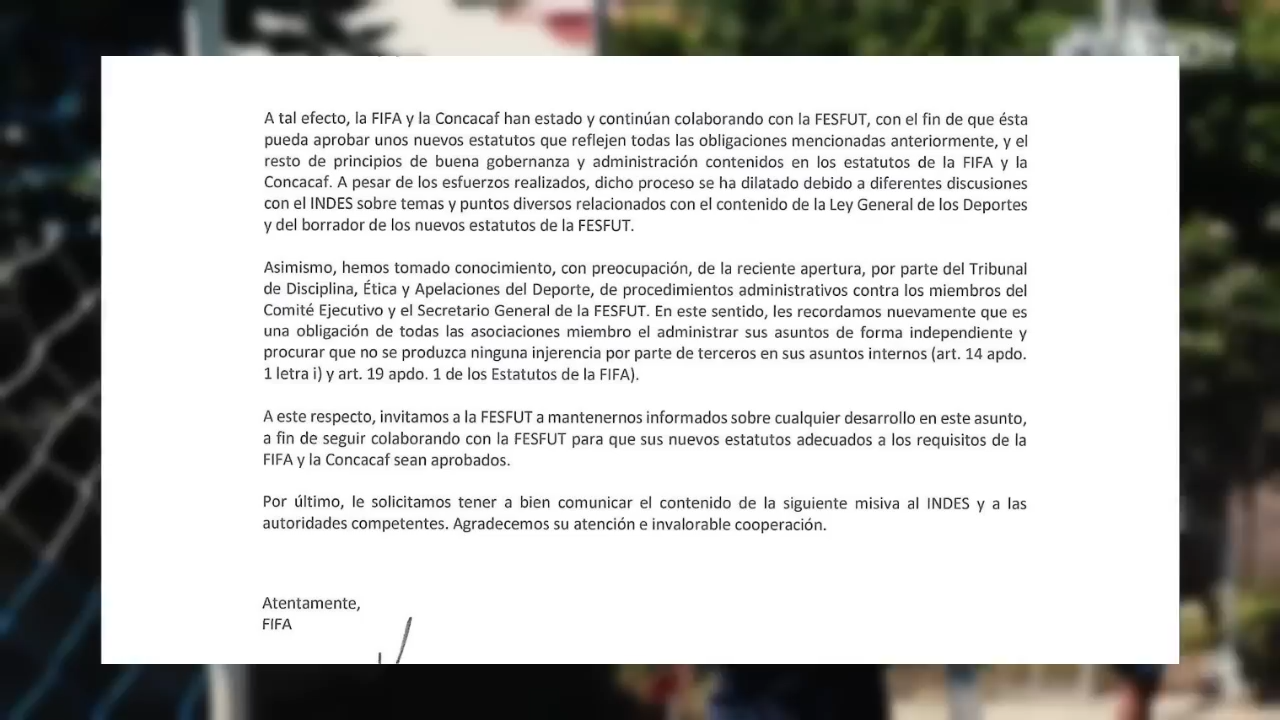 A tal efecto, la FIFA y la Concacaf han estado y continúan colaborando con la FESFUT, con el fin de que ésta
pueda aprobar unos nuevos estatutos que reflejen todas las obligaciones mencionadas anteriormente, y el
resto de principios de buena gobernanza y administración contenidos en los estatutos de la FIFA y la
Concacaf. A pesar de los esfuerzos realizados, dicho proceso se ha dilatado debido a diferentes discusiones
con el INDES sobre temas y puntos diversos relacionados con el contenido de la Ley General de los Deportes
y del borrador de los nuevos estatutos de la FESFUT.
Asimismo, hemos tomado conocimiento, con preocupación, de la reciente apertura, por parte del Tribunal
de Disciplina, Ética y Apelaciones del Deporte, de procedimientos administrativos contra los miembros del
Comité Ejecutivo y el Secretario General de la FESFUT. En este sentido, les recordamos nuevamente que es
una obligación de todas las asociaciones miembro el administrar sus asuntos de forma independiente y
procurar que no se produzca ninguna injerencia por parte de terceros en sus asuntos internos (art. 14 apdo.
1 letra i) y art. 19 apdo. 1 de los Estatutos de la FIFA).
A este respecto, invitamos a la FESFUT a mantenernos informados sobre cualquier desarrollo en este asunto,
a fin de seguir colaborando con la FESFUT para que sus nuevos estatutos adecuados a los requisitos de la
FIFA y la Concacaf sean aprobados.
Por último, le solicitamos tener a bien comunicar el contenido de la siguiente misiva al INDES y a las
autoridades competentes. Agradecemos su atención e invalorable cooperación.
Atentamente,
FIFA